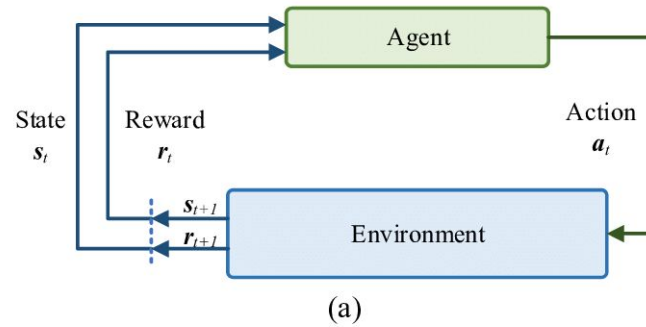 Agent
State
s_t
Reward
r_t
Action
a_t
s_{t+1}
r_{t+1}
Environment
(a)